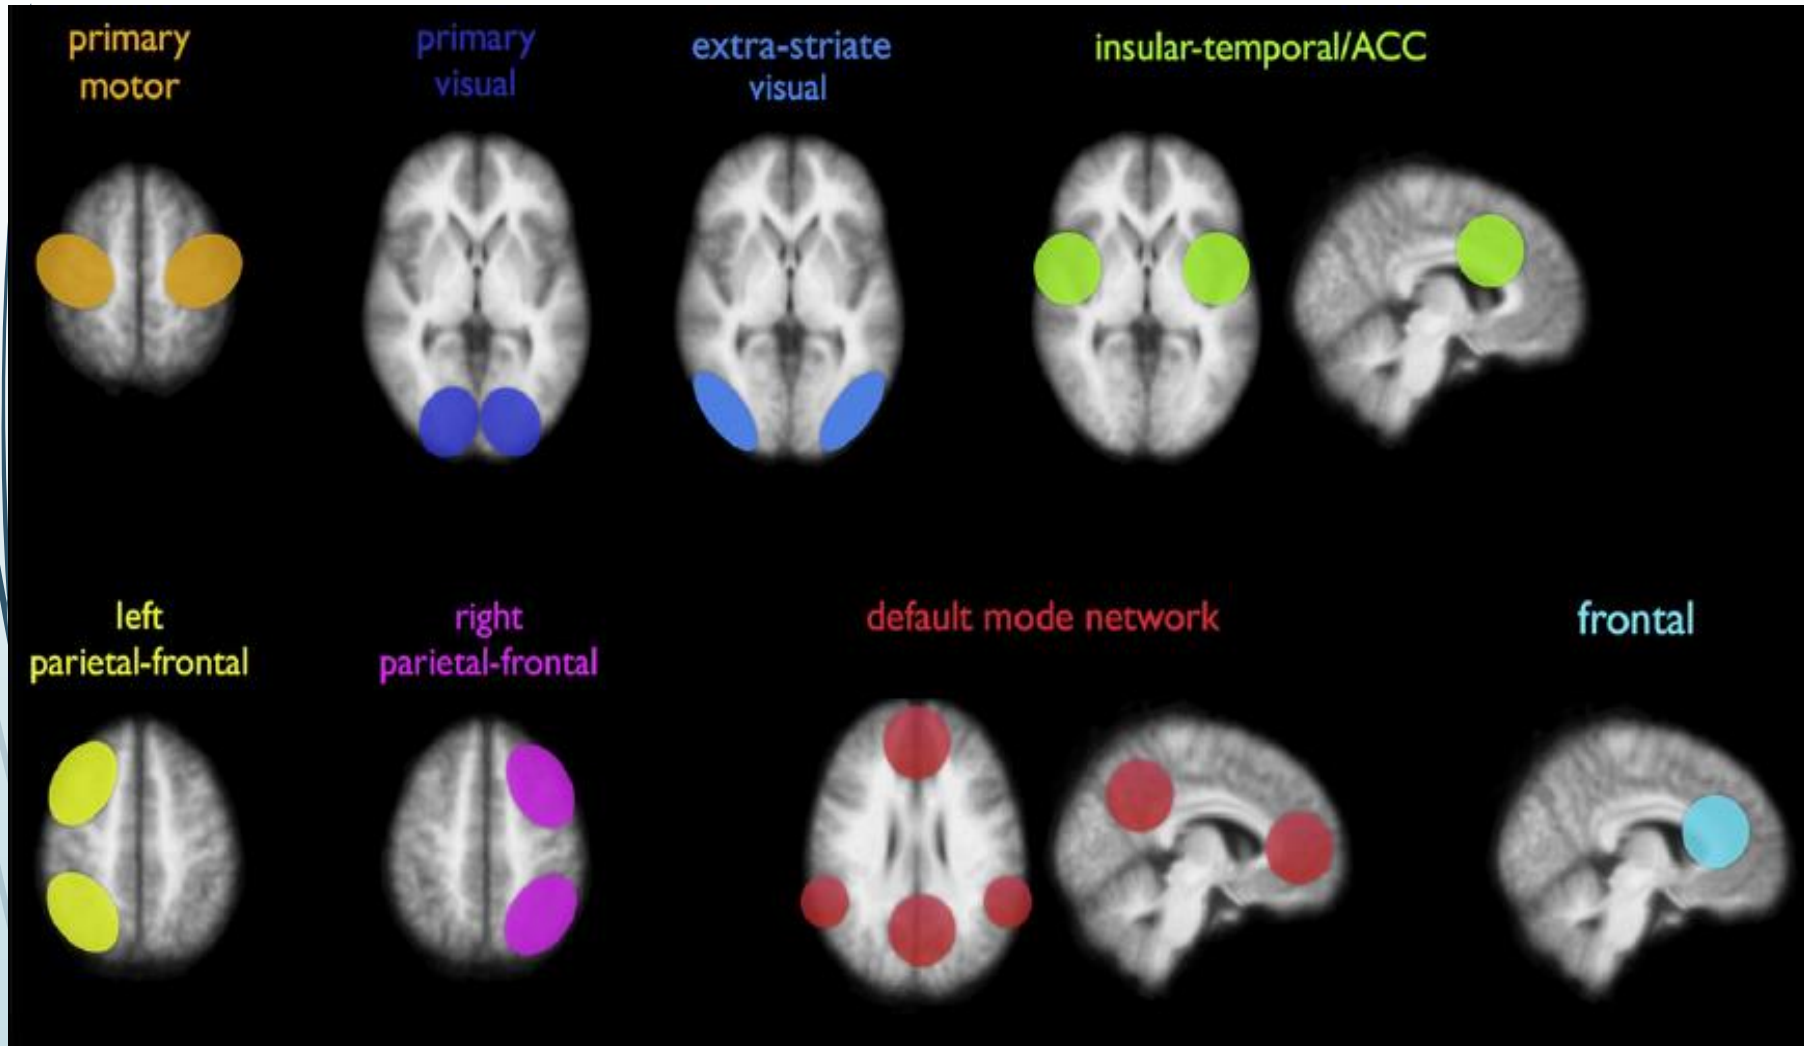 primary
motor
primary
visual
extra-striate
visual
insular-temporal/ACC
left
parietal-frontal
right
parietal-frontal
default mode network
frontal